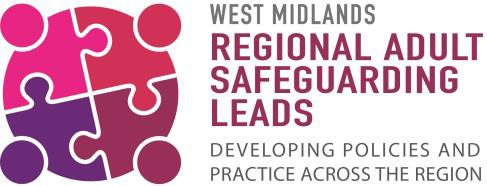 WEST MIDLANDS
REGIONAL ADULT
SAFEGUARDING
LEADS
DEVELOPING POLICIES AND
PRACTICE ACROSS THE REGION